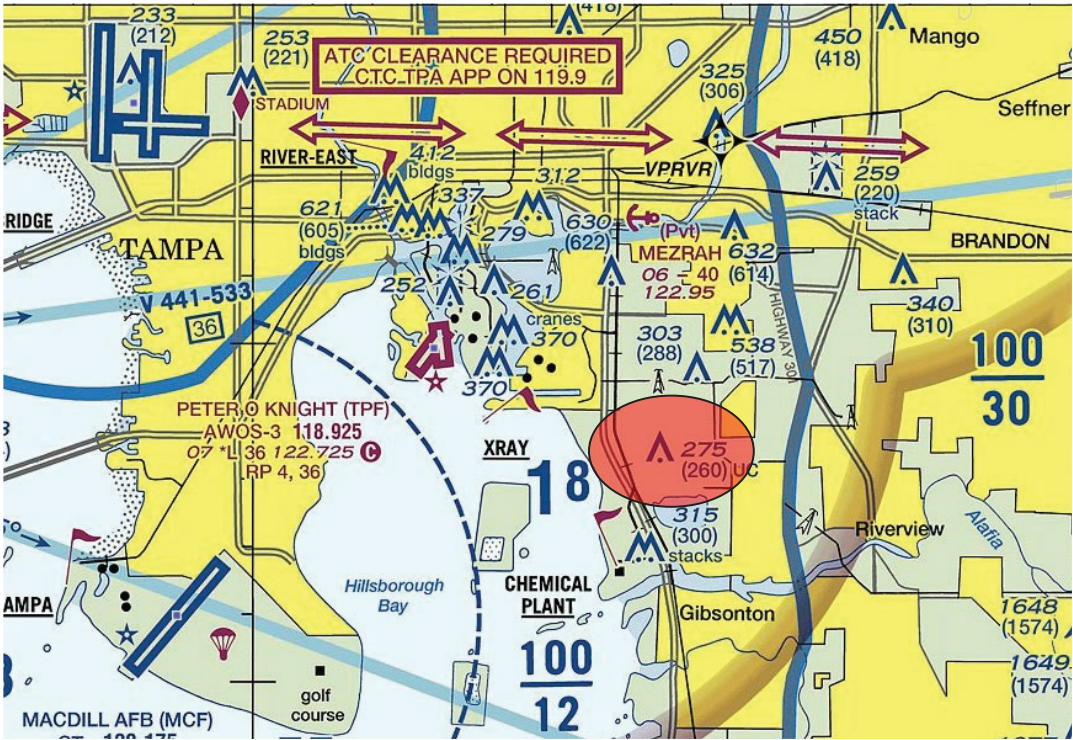 233
(212)
253
(221)
(418)
450
(418)
Mango
ATC CLEARANCE REQUIRED
CTC TPA APP ON 119.9
325
(306)
STADIUM
Seffner
RIVER-EAST
412
bldgs
VPRVR
259
(220)
stack
337
312
621
(605)
bldgs
279
630
(622)
(Pvt)
MEZRAH
06 - 40
122.95
632
(614)
BRANDON
RIDGE
TAMPA
252
261
340
(310)
V 441-533
36
cranes
370
303
(288)
538
(517)
HIGHWAY 301
100
30
370
PETER O KNIGHT (TPF)
AWOS-3 118.925
07 *L 36 122.725 C
RP 4, 36
XRAY
18
275
(260) UC
315
(300)
stacks
Riverview
Alafia
Hillsborough
Bay
CHEMICAL
PLANT
Gibsonton
AMPA
1648
(1574)
1649
(1574)
100
12
golf
course
MACDILL AFB (MCF)